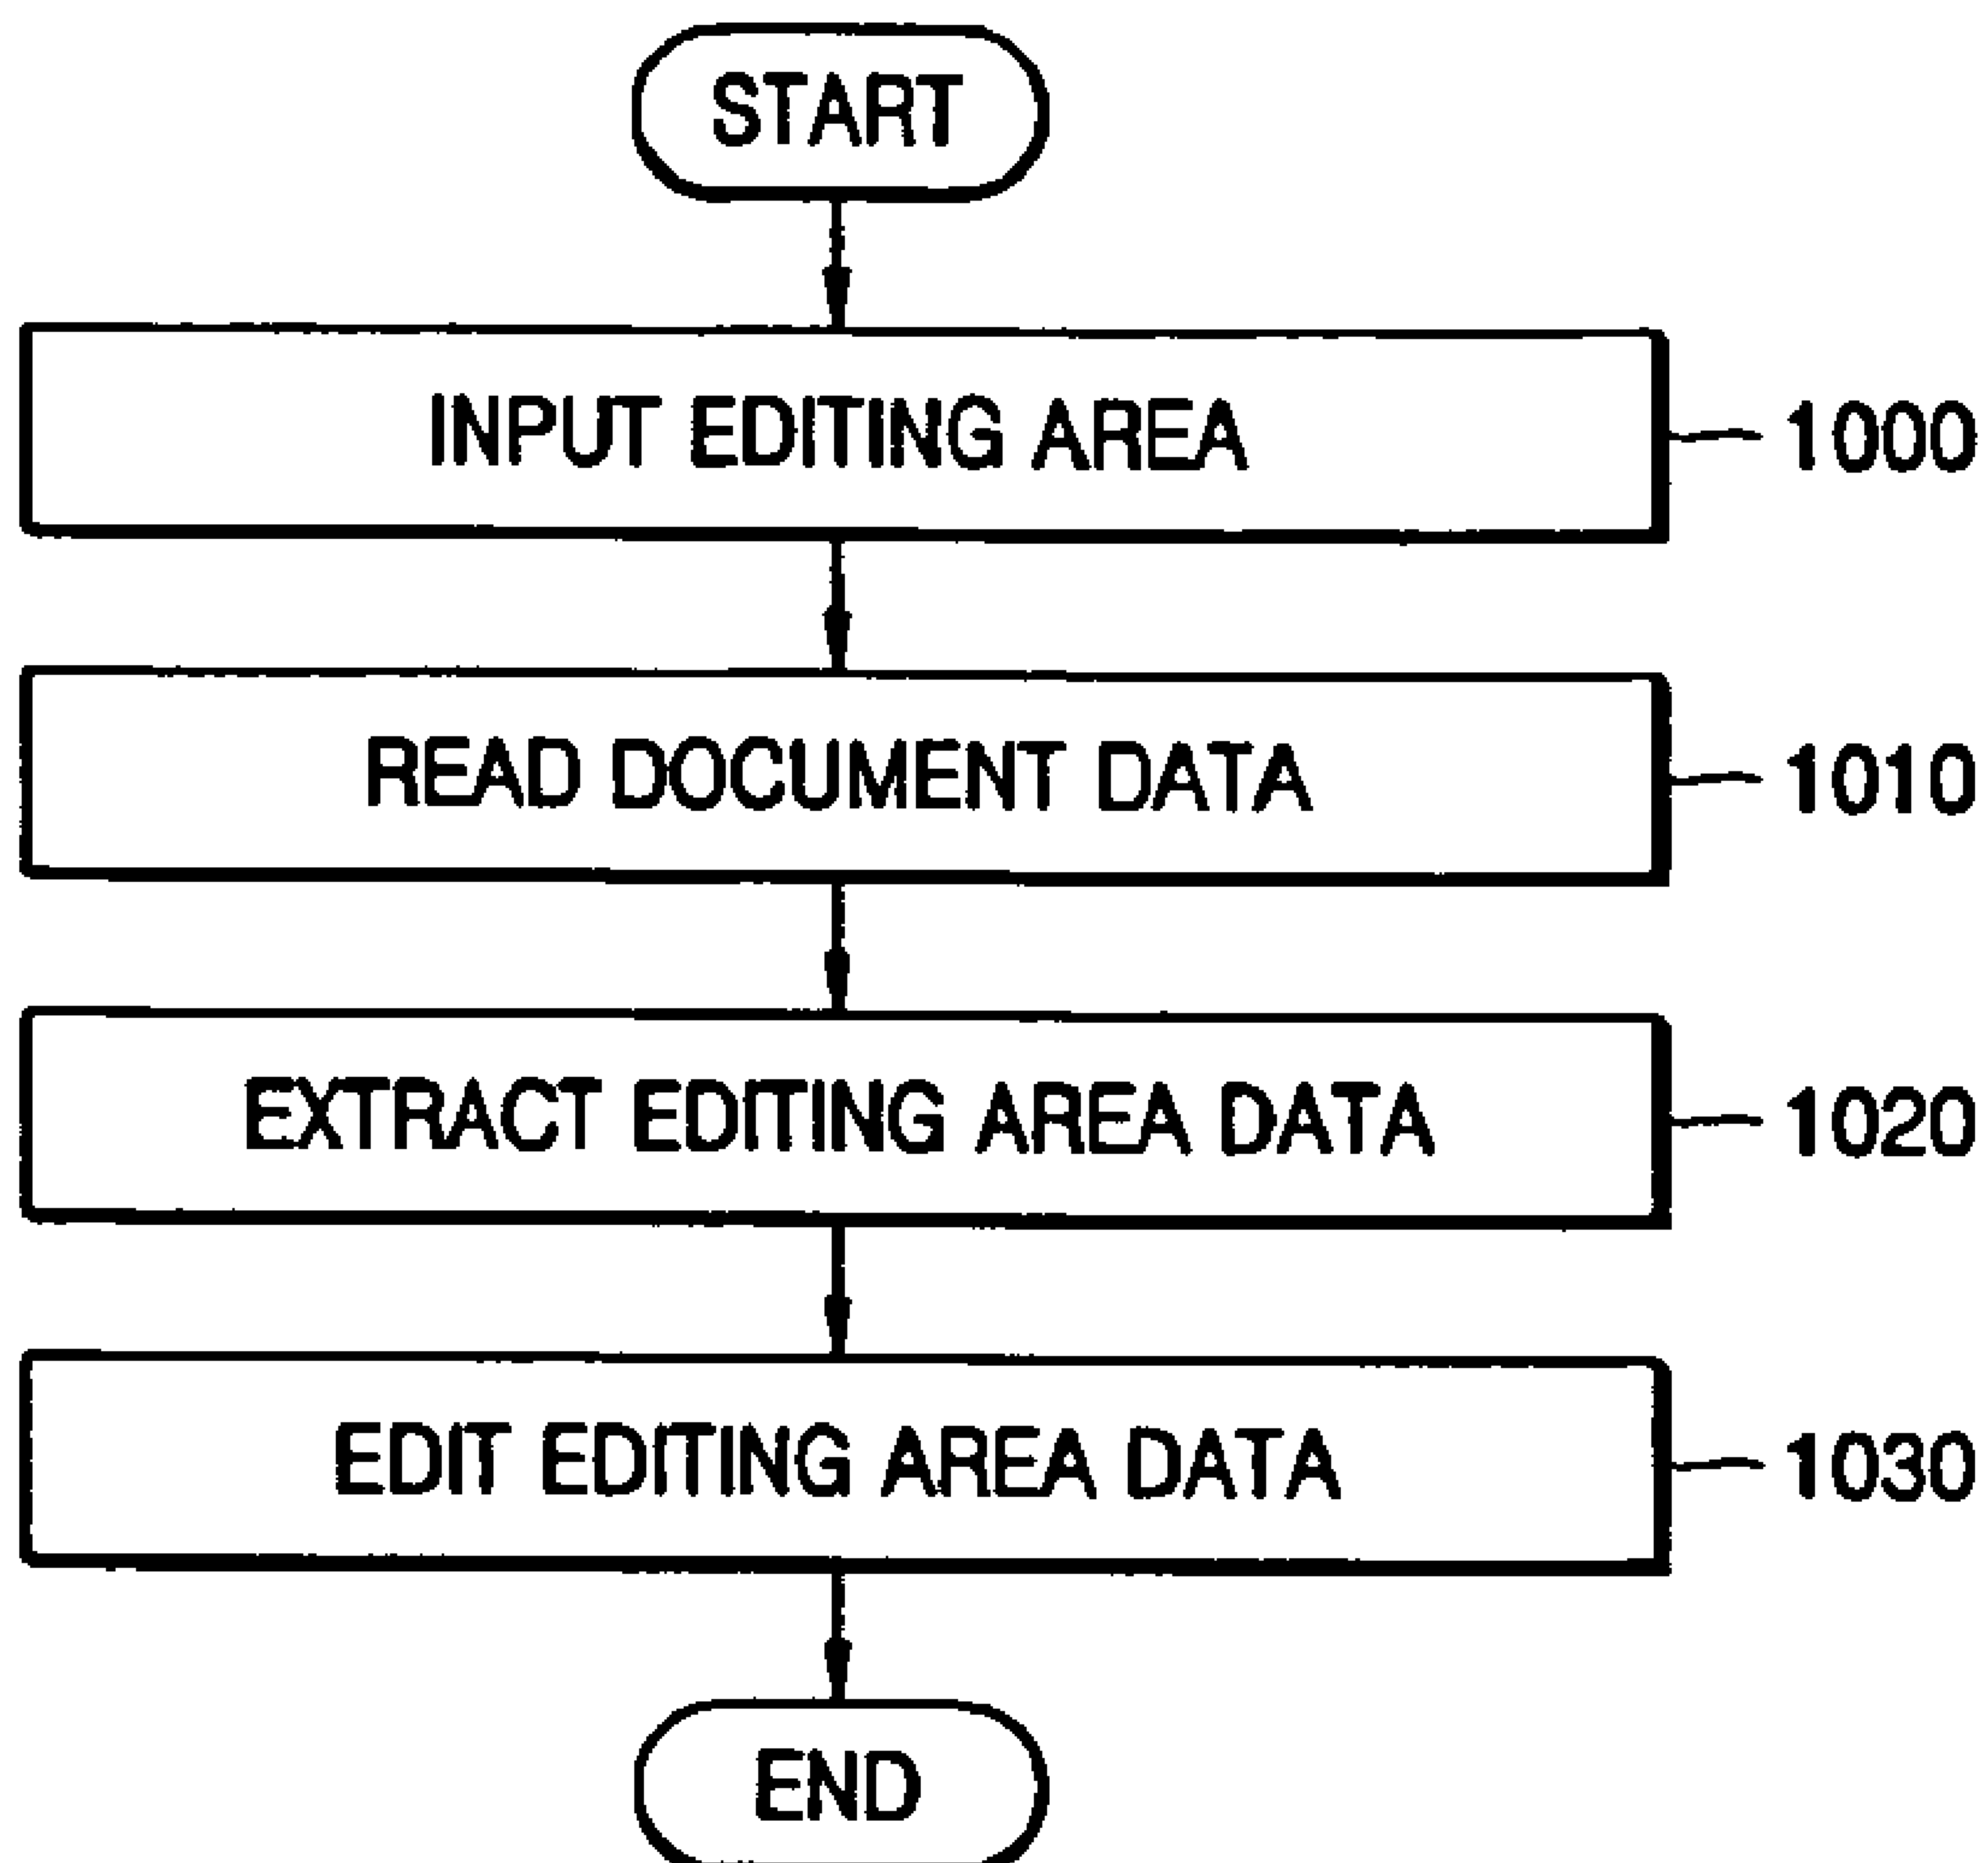 START
INPUT EDITING AREA 1000
READ DOCUMENT DATA 1010
EXTRACT EDITING AREA DATA 1020
EDIT EDITING AREA DATA 1030
END